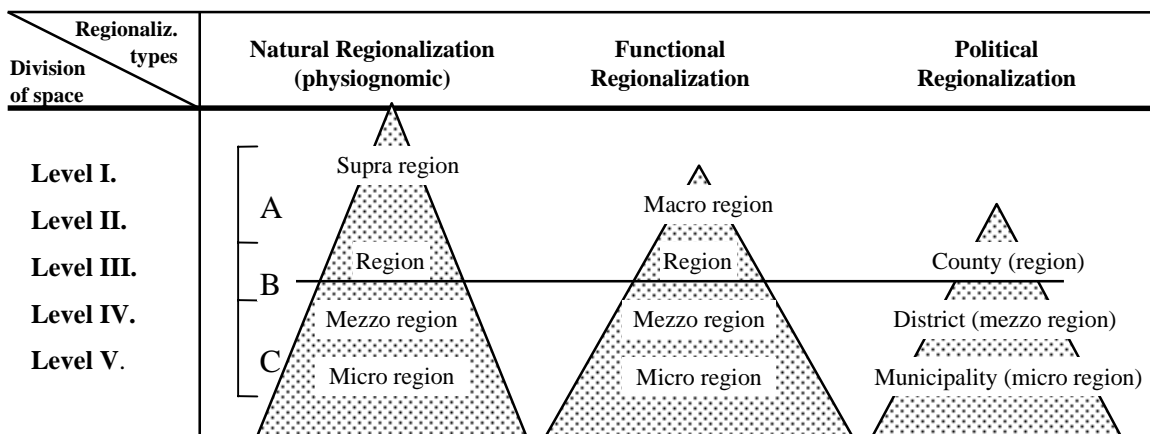 Regionaliz.
types
Division
of space
Natural Regionalization
(physiognomic)
Functional
Regionalization
Political
Regionalization
Level I.
Level II.
Level III.
Level IV.
Level V.
A
B
C
Supra region
Region
Mezzo region
Micro region
Macro region
Region
Mezzo region
Micro region
County (region)
District (mezzo region)
Municipality (micro region)